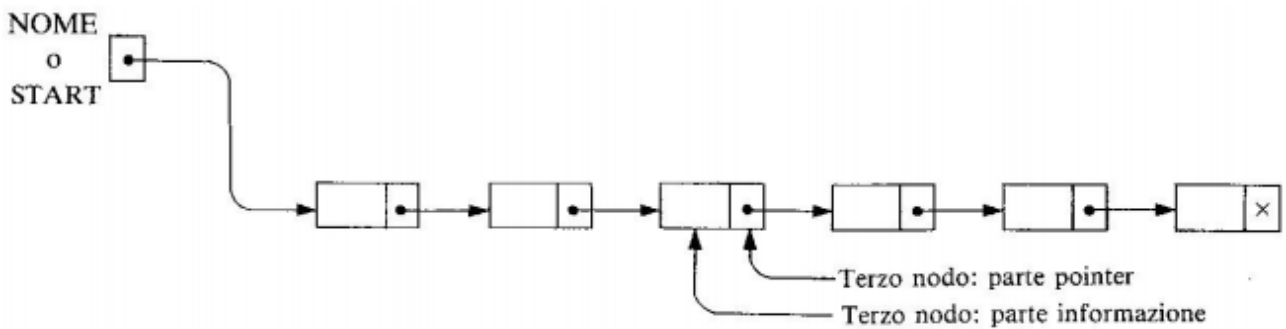 NOME
o
START
×
Terzo nodo: parte pointer
Terzo nodo: parte informazione